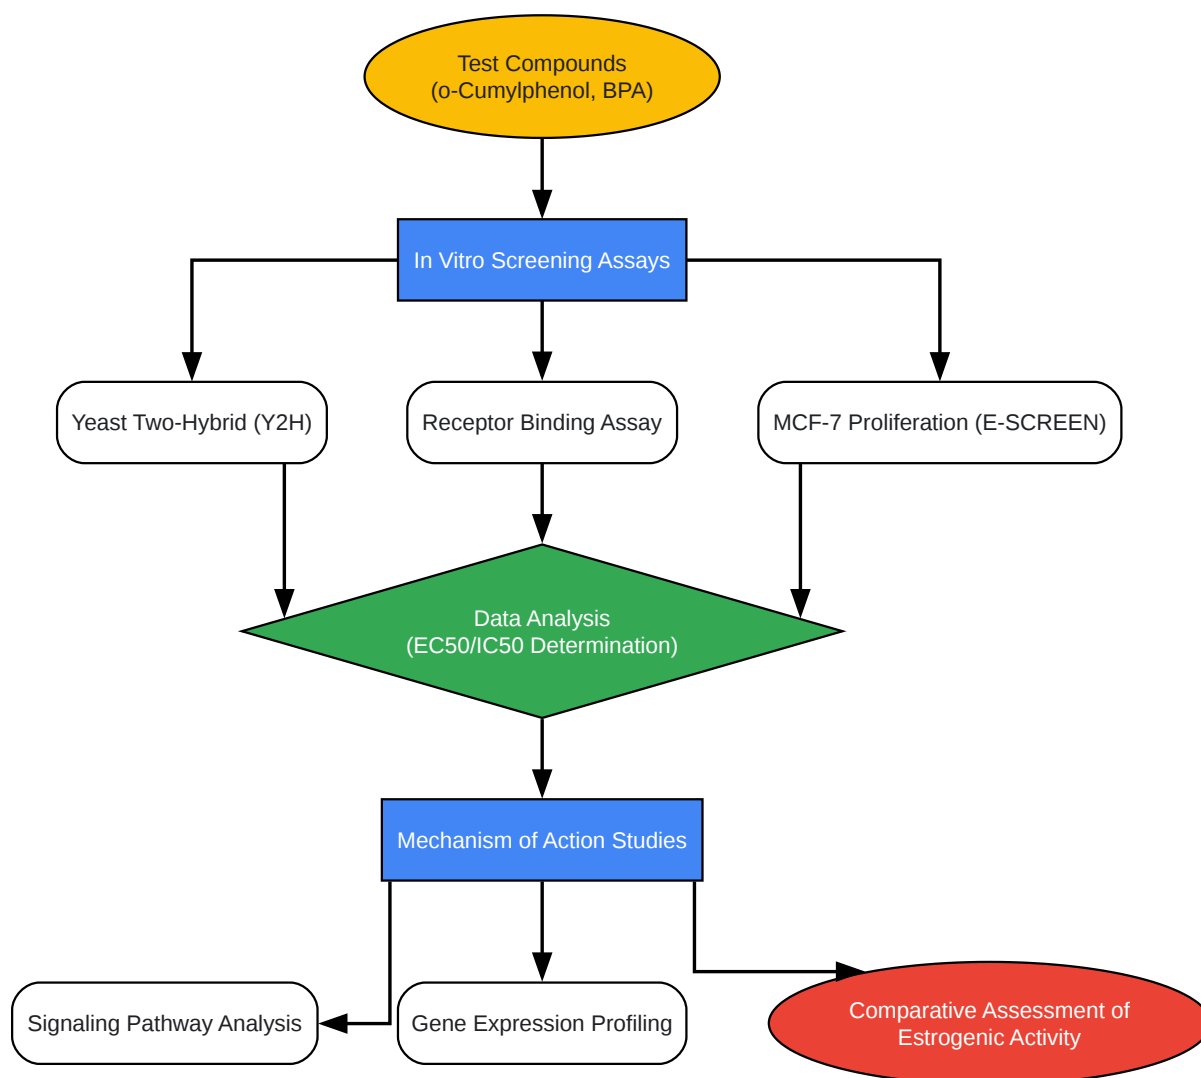 Test Compounds
(o-Cumylphenol, BPA)
In Vitro Screening Assays
Yeast Two-Hybrid (Y2H)
Receptor Binding Assay
MCF-7 Proliferation (E-SCREEN)
Data Analysis
(EC50/IC50 Determination)
Mechanism of Action Studies
Signaling Pathway Analysis
Gene Expression Profiling
Comparative Assessment of
Estrogenic Activity